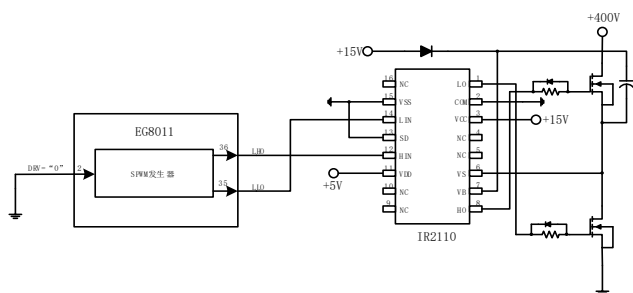 +400V
+15V
16 NC LO 1
15 VSS COM 2
14 LIN VCC 3
+15V
13 SD NC 4
12 HIN NC 5
11 VDD VS 6
10 NC VB 7
9 NC HO 8
+5V
IR2110
EG8011
SPWM发生器
DRV="0"
2
36
LHO
35
LLO